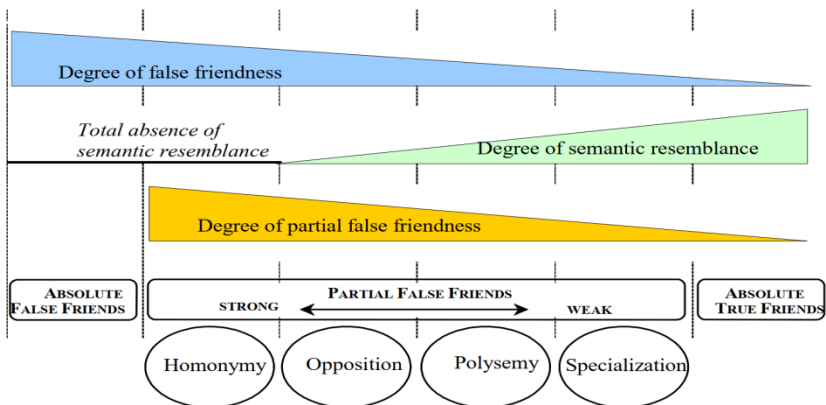 Degree of false friendness
Total absence of
semantic resemblance
Degree of semantic resemblance
Degree of partial false friendness
ABSOLUTE
FALSE FRIENDS
PARTIAL FALSE FRIENDS
STRONG
WEAK
ABSOLUTE
TRUE FRIENDS
Homonymy
Opposition
Polysemy
Specialization